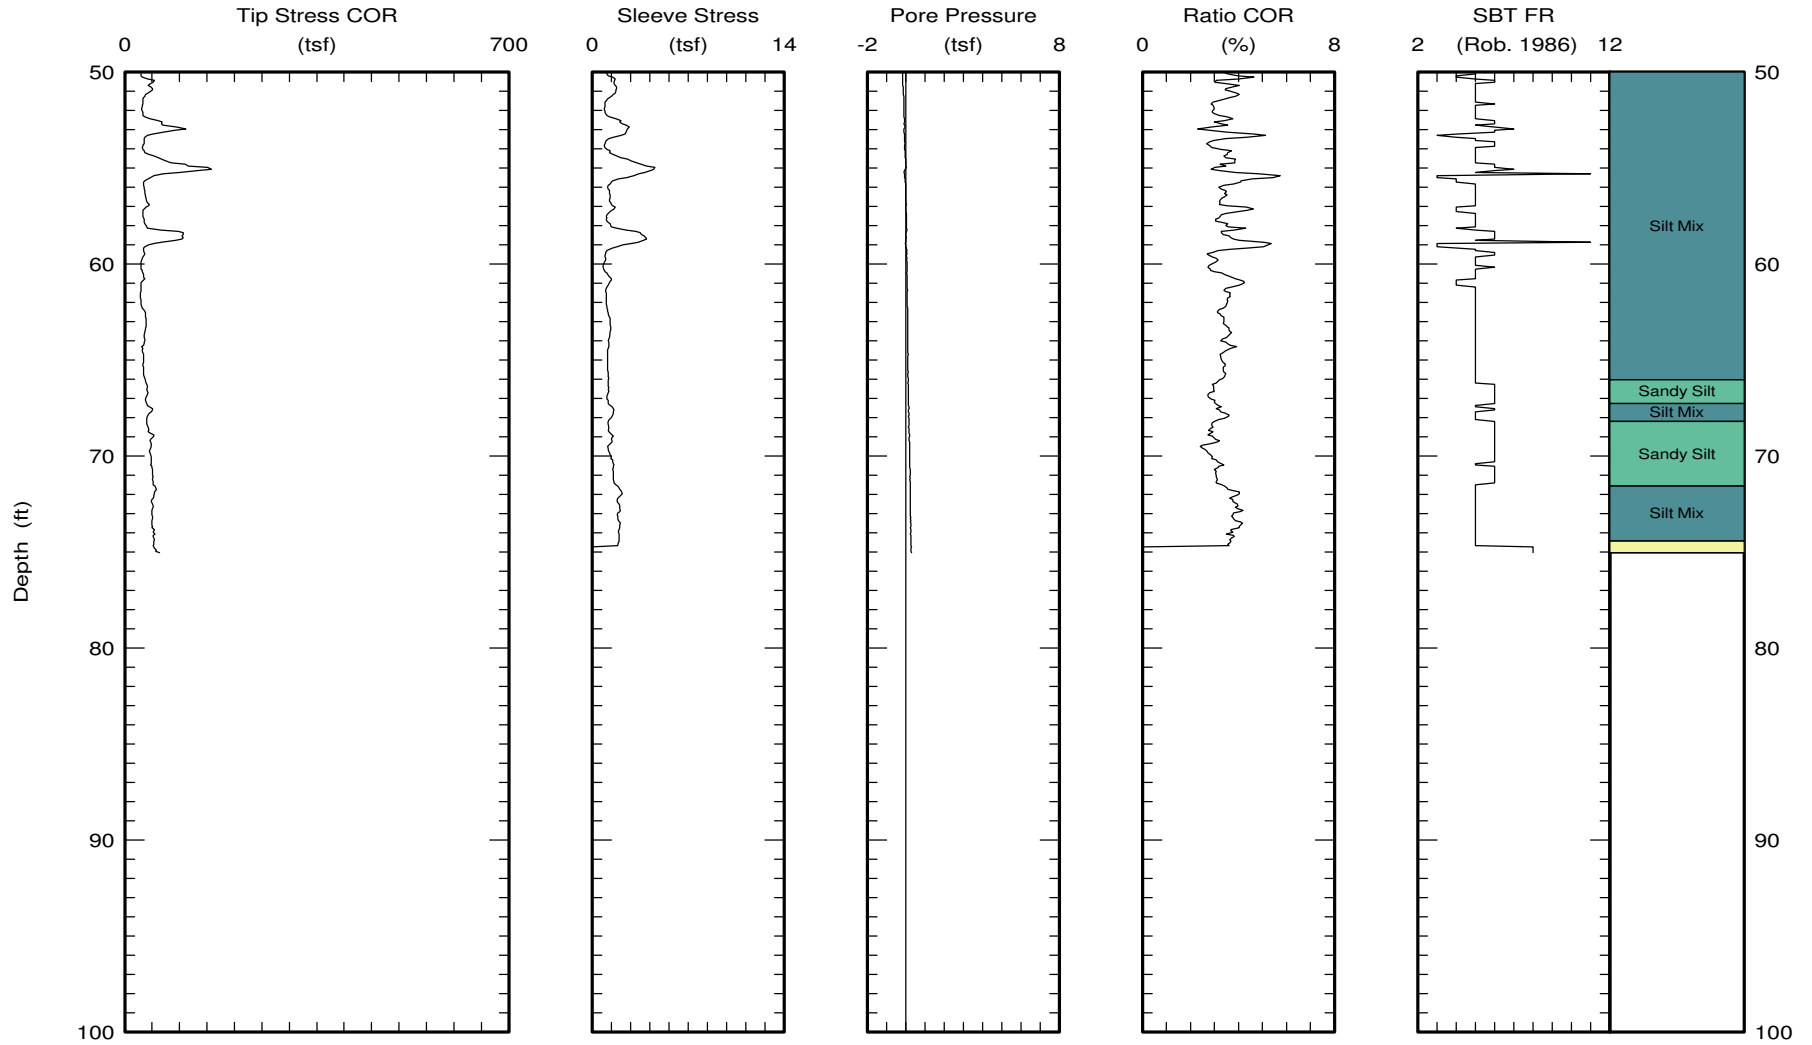 Tip Stress COR Sleeve Stress Pore Pressure Ratio COR SBT FR
0 (tsf) 700 0 (tsf) 14 -2 (tsf) 8 0 (%) 8 2 (Rob. 1986) 12
50 50
Silt Mix
60 60
Sandy Silt
Silt Mix
70 Sandy Silt 70
Silt Mix
Depth (ft)
80 80
90 90
100 100